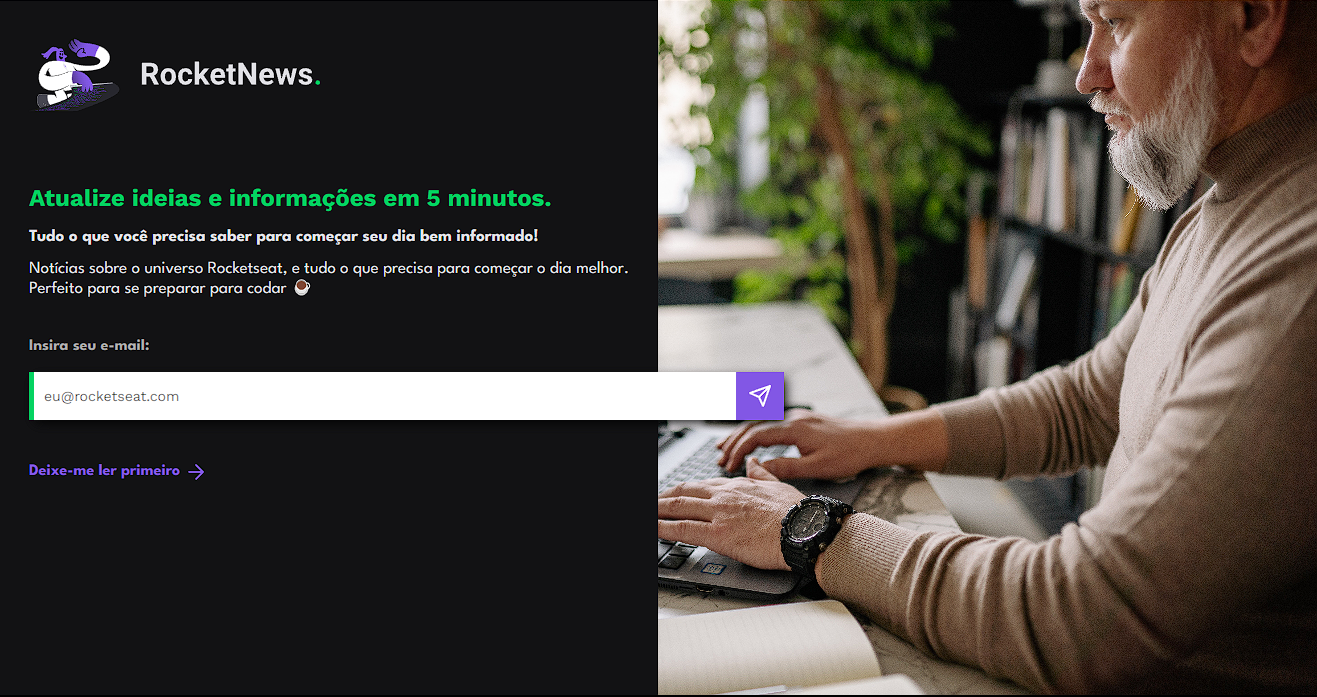 RocketNews.
Atualize ideias e informações em 5 minutos.
Tudo o que você precisa saber para começar seu dia bem informado!
Notícias sobre o universo Rocketseat, e tudo o que precisa para começar o dia melhor.
Perfeito para se preparar para codar ☕
Insira seu e-mail:
eu@rocketseat.com
Deixe-me ler primeiro →